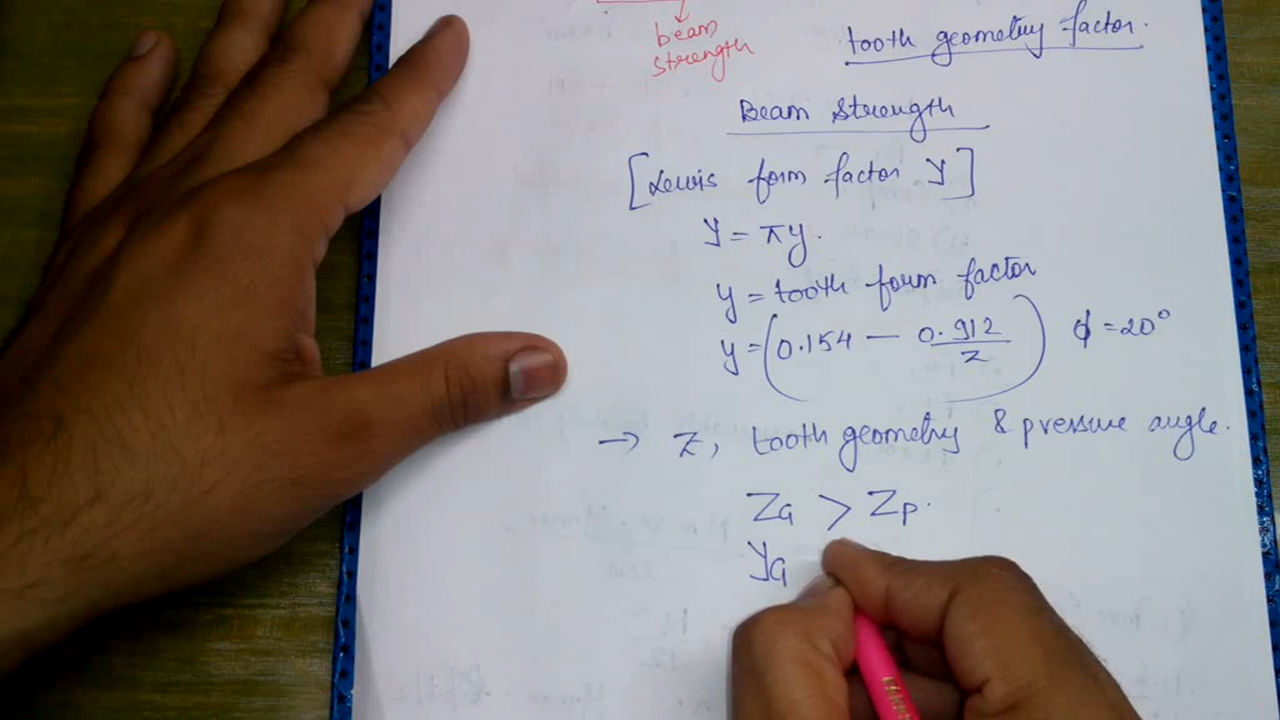 beam
strength
tooth geometry factor.
Beam Strength
[Lewis form factor Y]
Y = πy.
y = tooth form factor
y = (0.154 — 0.912/z) ϕ = 20°
→ z, tooth geometry & pressure angle.
ZG > ZP.
YG